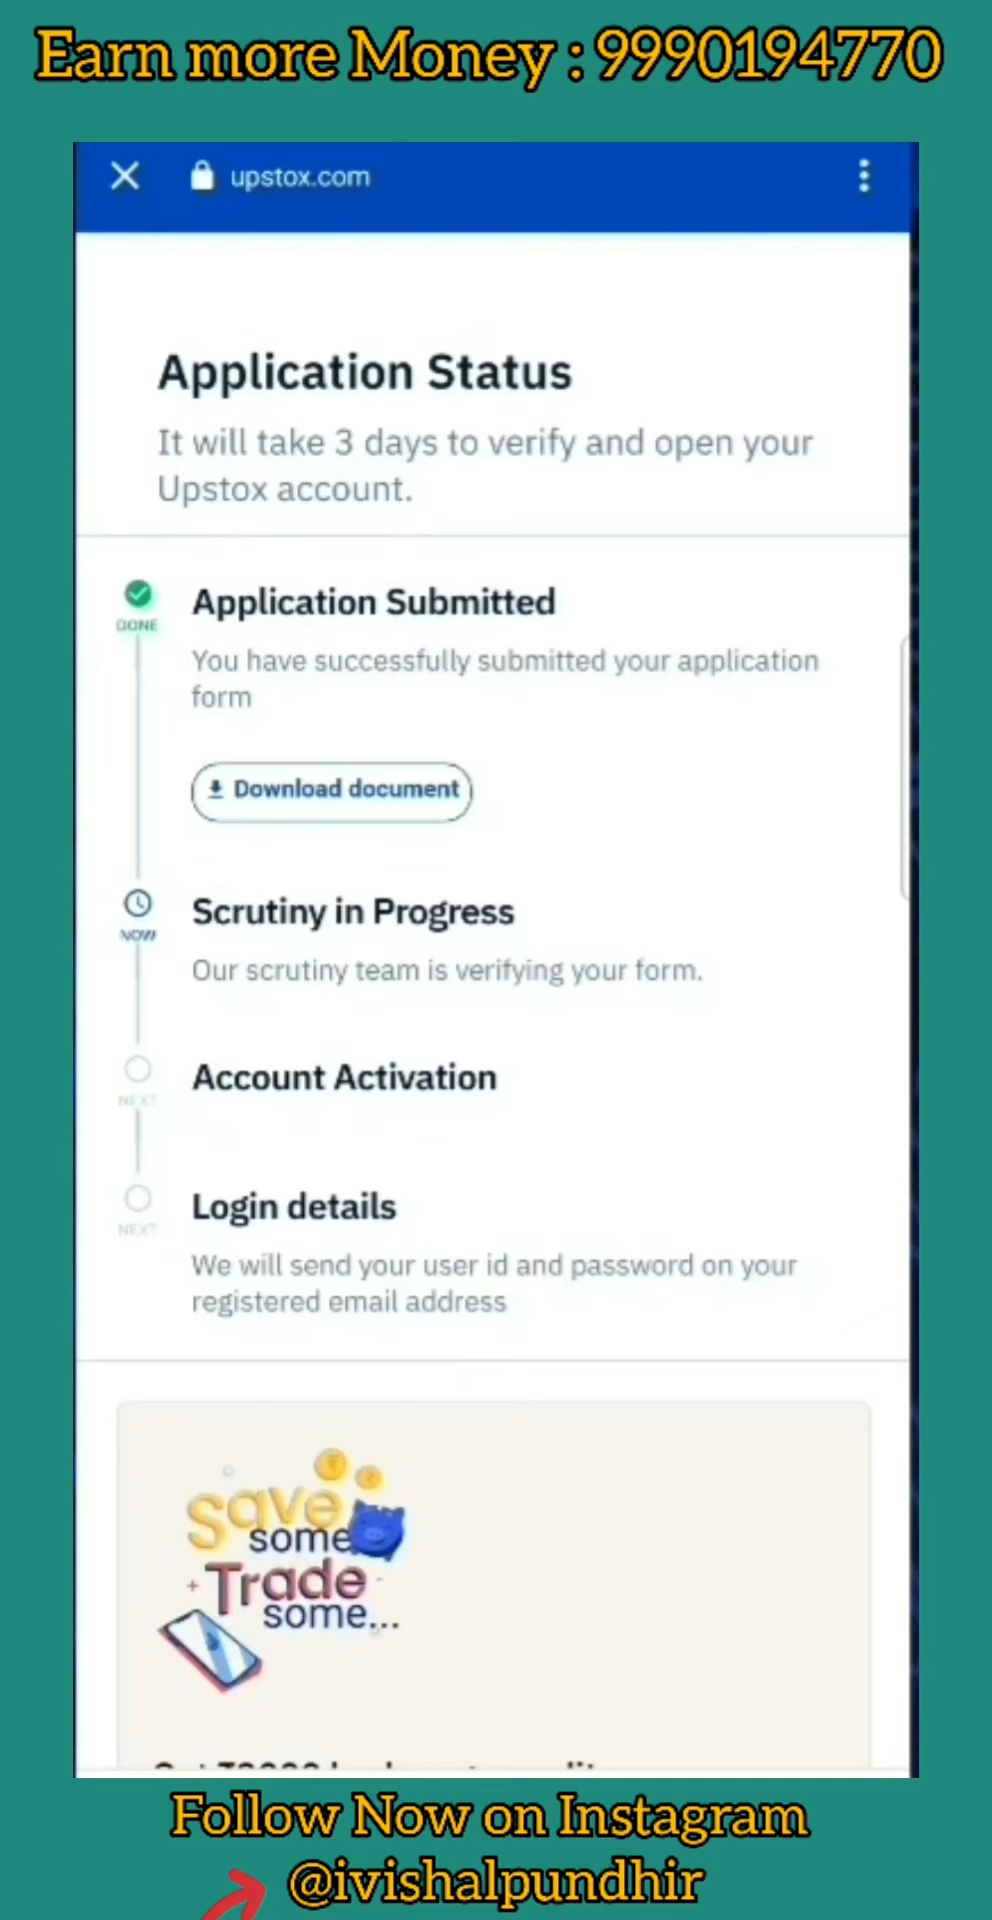 Earn more Money : 9990194770
upstox.com
Application Status
It will take 3 days to verify and open your
Upstox account.
DONE
Application Submitted
You have successfully submitted your application
form
Download document
NOW
Scrutiny in Progress
Our scrutiny team is verifying your form.
NEXT
Account Activation
NEXT
Login details
We will send your user id and password on your
registered email address
Save
some
Trade
some...
Follow Now on Instagram
@ivishalpundhir